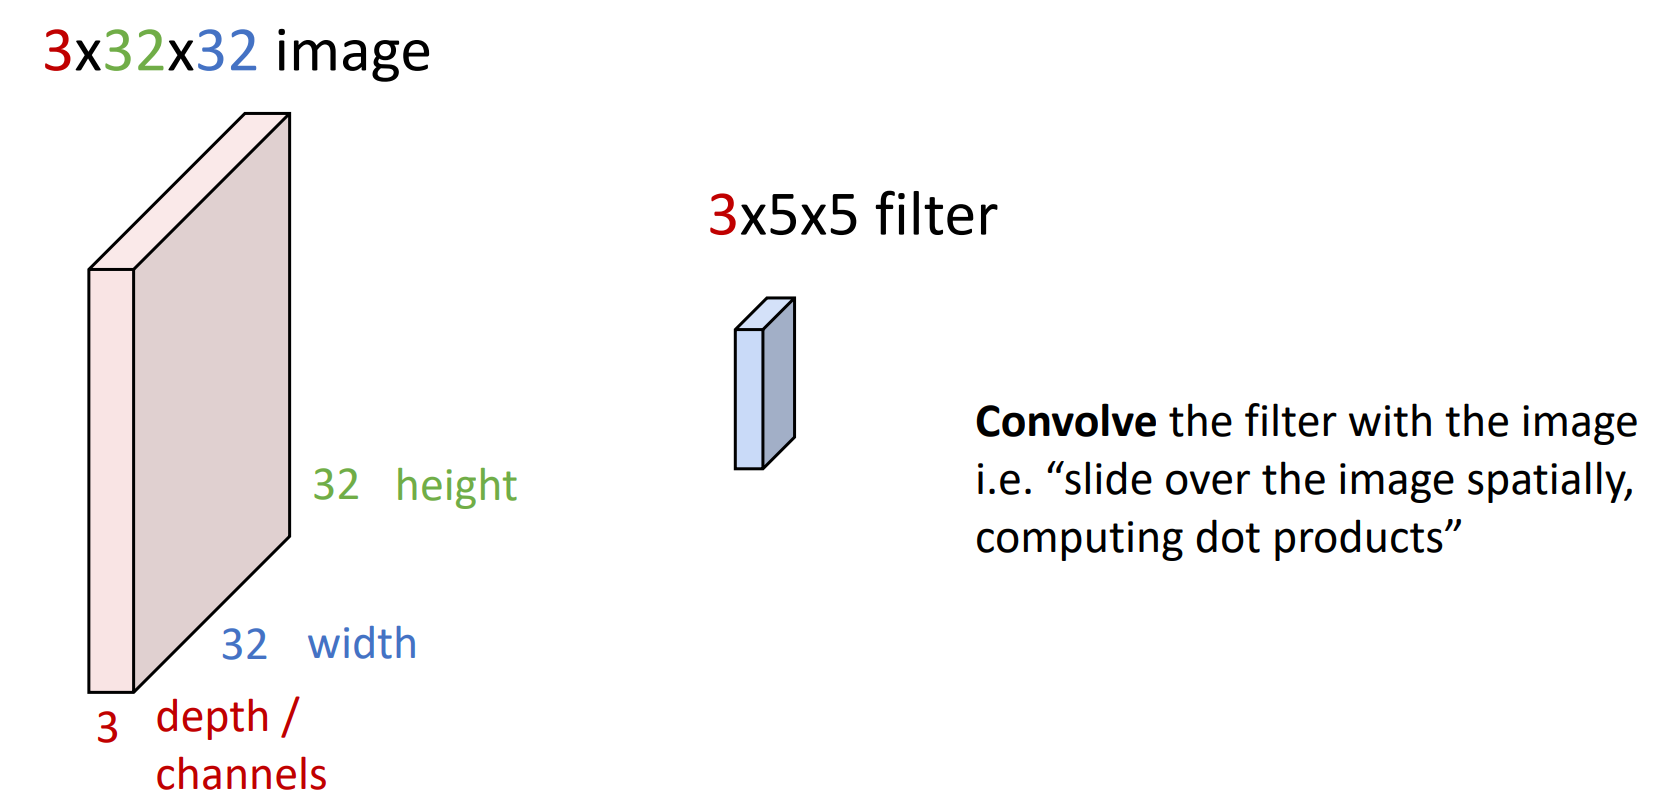 3x32x32 image
3x5x5 filter
Convolve the filter with the image
i.e. “slide over the image spatially,
computing dot products”
32 height
32 width
3 depth /
channels